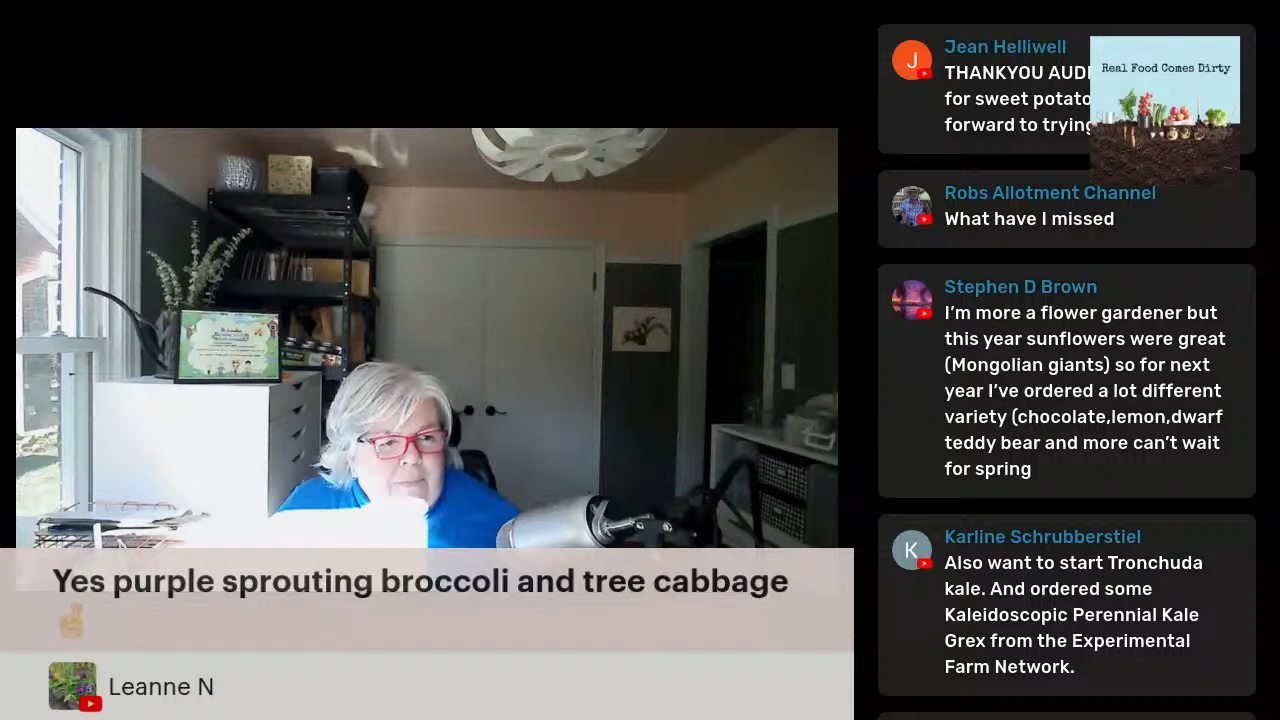 Jean Helliwell
THANKYOU AUD
for sweet potato
forward to trying
Real Food Comes Dirty
Robs Allotment Channel
What have I missed
Stephen D Brown
I’m more a flower gardener but
this year sunflowers were great
(Mongolian giants) so for next
year I’ve ordered a lot different
variety (chocolate,lemon,dwarf
teddy bear and more can’t wait
for spring
K
Karline Schrubberstiel
Also want to start Tronchuda
kale. And ordered some
Kaleidoscopic Perennial Kale
Grex from the Experimental
Farm Network.
J
Yes purple sprouting broccoli and tree cabbage
Leanne N